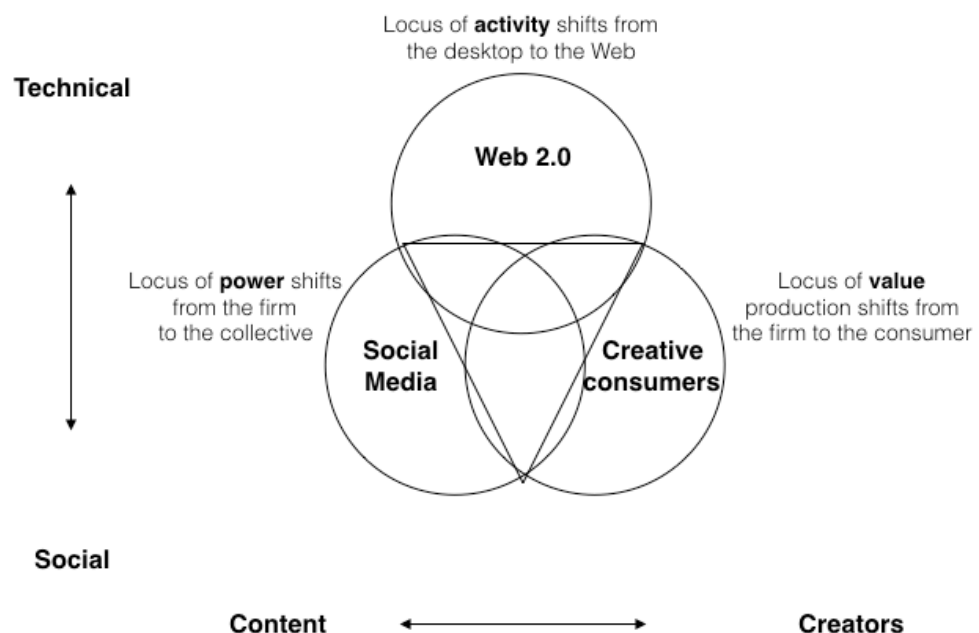 Locus of activity shifts from
the desktop to the Web
Technical
Web 2.0
Locus of power shifts
from the firm
to the collective
Locus of value
production shifts from
the firm to the consumer
Social
Media
Creative
consumers
Social
Content
Creators